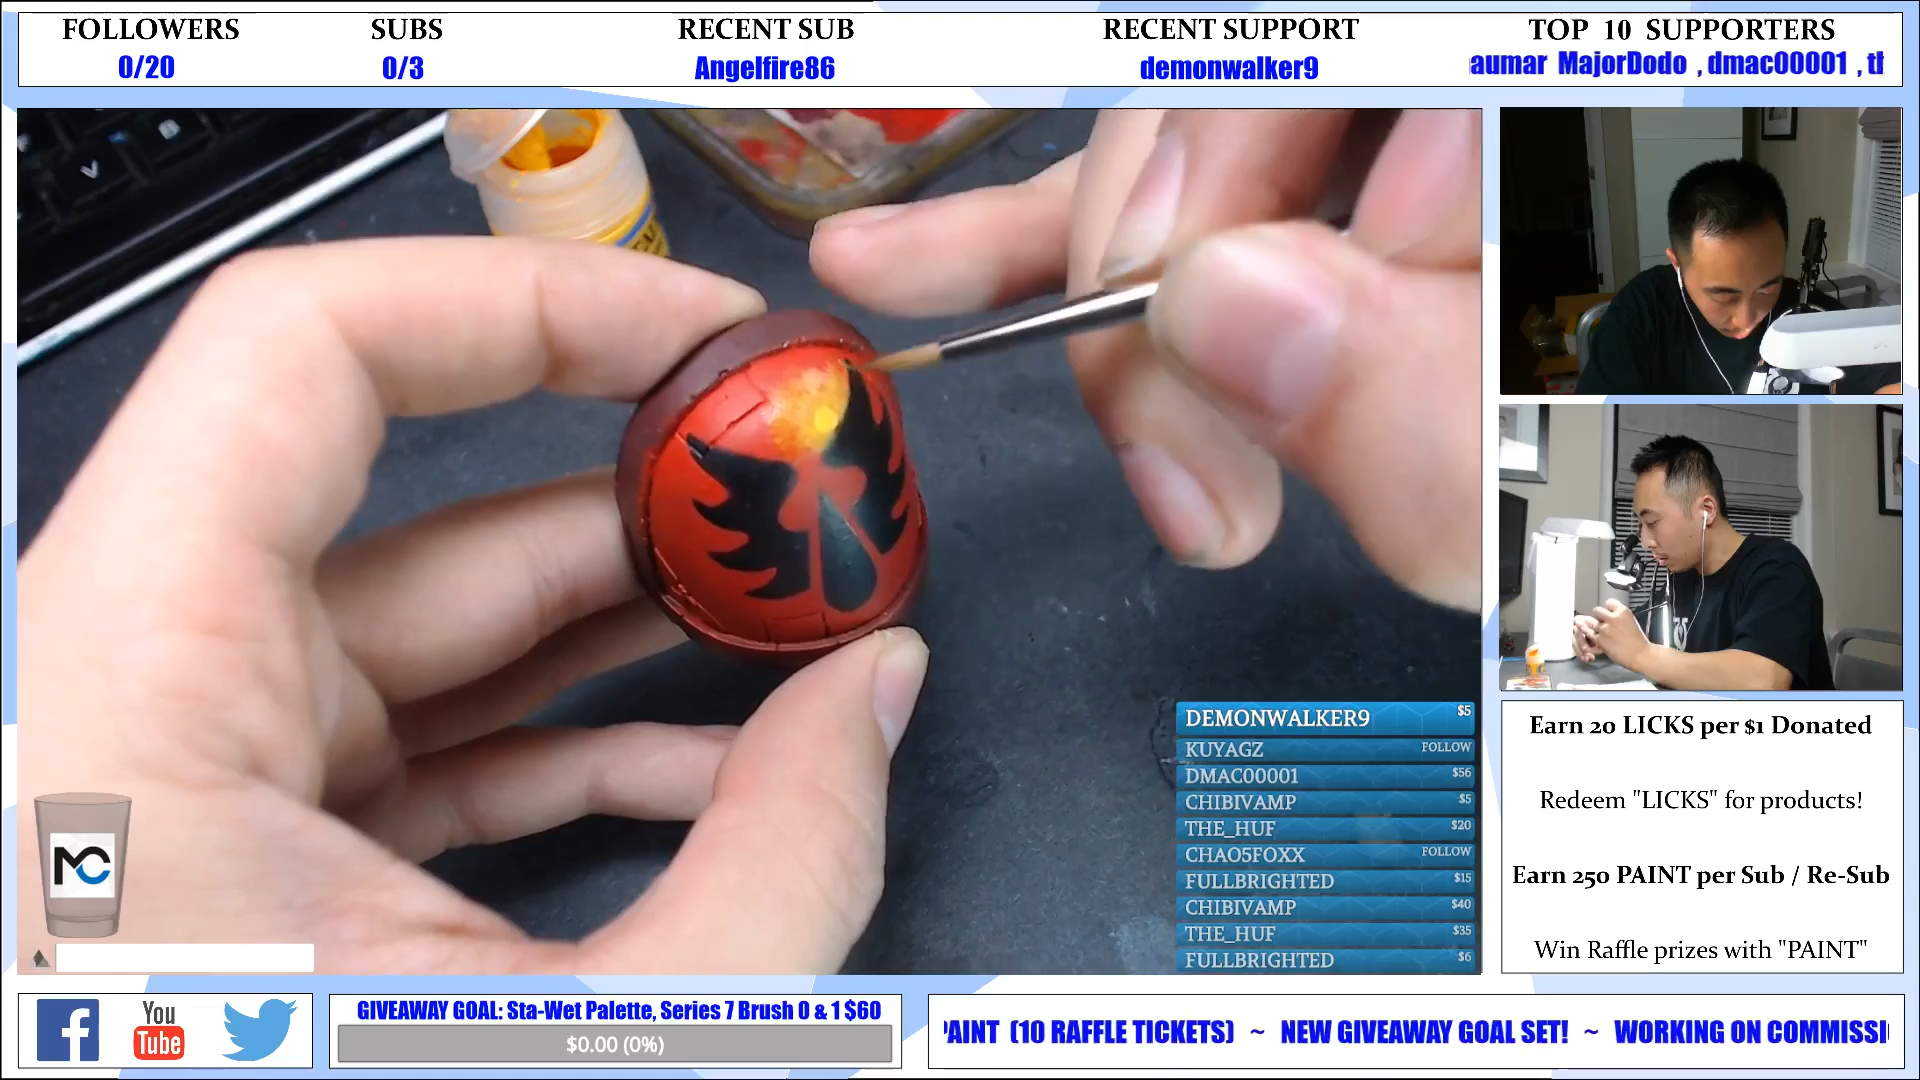 FOLLOWERS
0/20
SUBS
0/3
RECENT SUB
Angelfire86
RECENT SUPPORT
demonwalker9
TOP 10 SUPPORTERS
aumar MajorDodo , dmac00001 , tl
V
B
DEMONWALKER9 $5
KUYAGZ FOLLOW
DMAC00001 $56
CHIBIVAMP $5
THE_HUF $20
CHAO5FOXX FOLLOW
FULLBRIGHTED $15
CHIBIVAMP $40
THE_HUF $35
FULLBRIGHTED $6
Earn 20 LICKS per $1 Donated
Redeem "LICKS" for products!
Earn 250 PAINT per Sub / Re-Sub
Win Raffle prizes with "PAINT"
MC
f
You
Tube
GIVEAWAY GOAL: Sta-Wet Palette, Series 7 Brush 0 & 1 $60
$0.00 (0%)
PAINT (10 RAFFLE TICKETS) ~ NEW GIVEAWAY GOAL SET! ~ WORKING ON COMMISSI